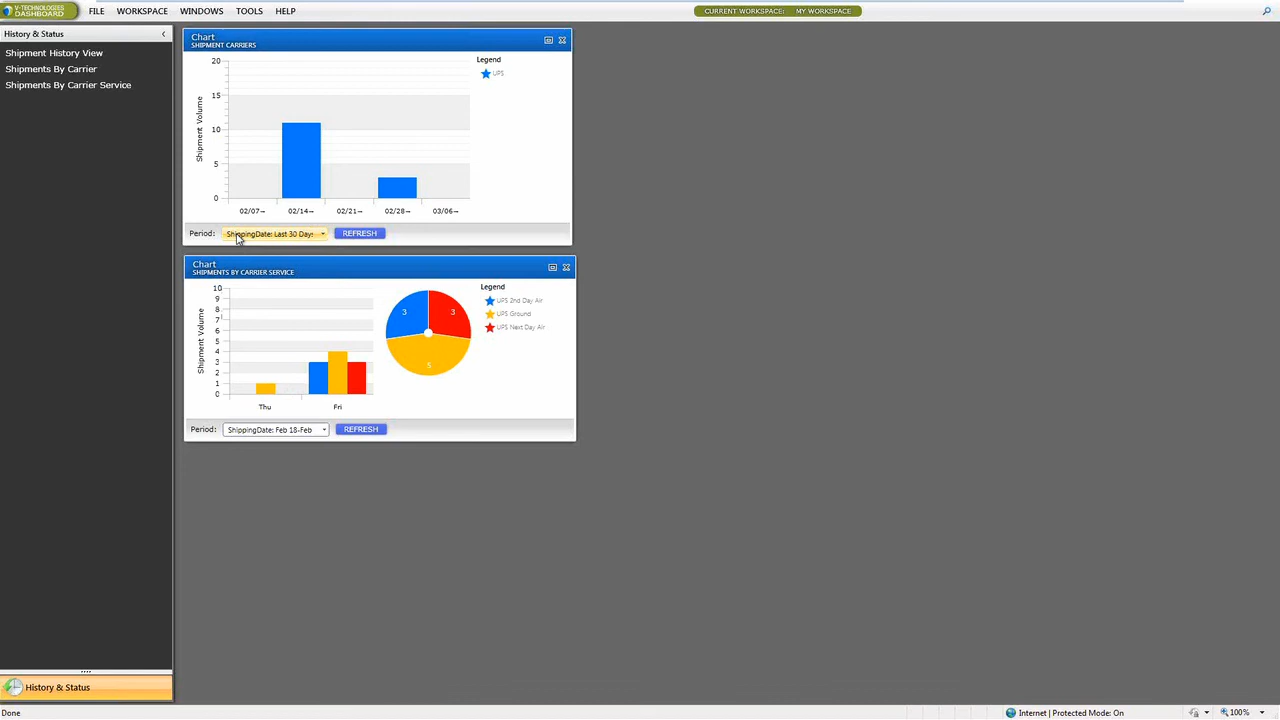 V-TECHNOLOGIES
DASHBOARD
FILE WORKSPACE WINDOWS TOOLS HELP
CURRENT WORKSPACE: MY WORKSPACE
History & Status
Shipment History View
Shipments By Carrier
Shipments By Carrier Service
Chart
SHIPMENT CARRIERS
Shipment Volume
20
15
10
5
0
02/07→ 02/14→ 02/21→ 02/28→ 03/06→
Legend
UPS
Period: ShippingDate: Last 30 Day: REFRESH
Chart
SHIPMENTS BY CARRIER SERVICE
Shipment Volume
10
9
8
7
6
5
4
3
2
1
0
Thu Fri
3 3
5
Legend
UPS 2nd Day Air
UPS Ground
UPS Next Day Air
Period: ShippingDate: Feb 18-Feb REFRESH
History & Status
Done
Internet | Protected Mode: On
100%